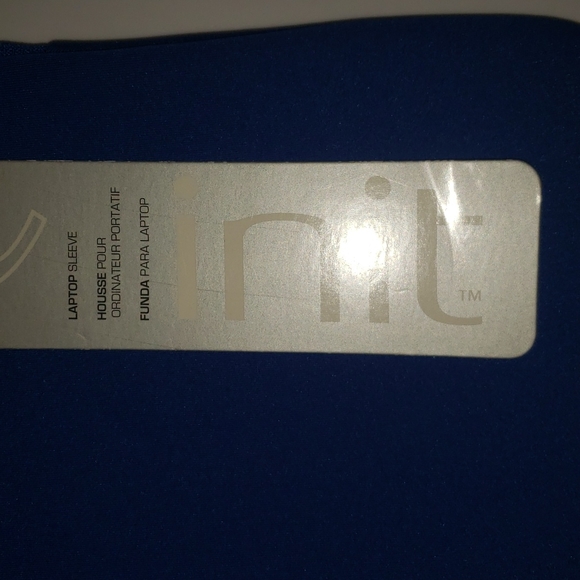 LAPTOP SLEEVE
HOUSSE POUR
ORDINATEUR PORTATIF
FUNDA PARA LAPTOP
init™